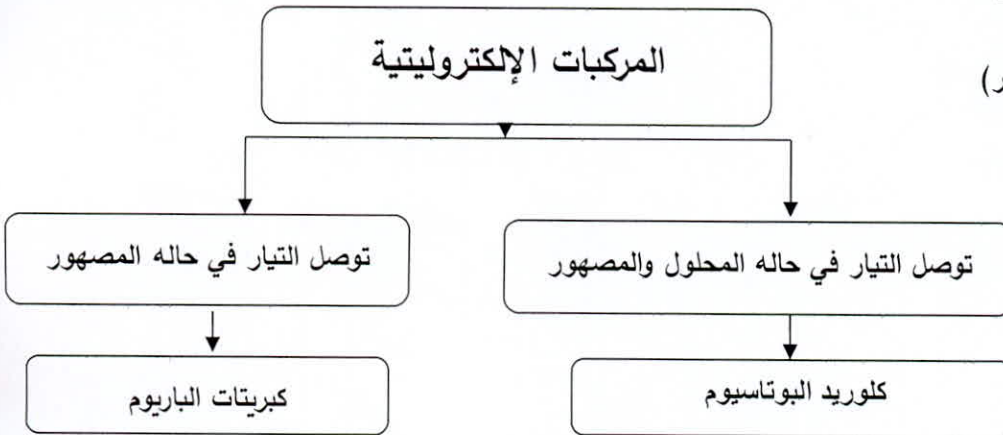 المركبات الإلكتروليتية
ر)
توصل التيار في حاله المحلول والمصهور
توصل التيار في حاله المصهور
كلوريد البوتاسيوم
كبريتات الباريوم